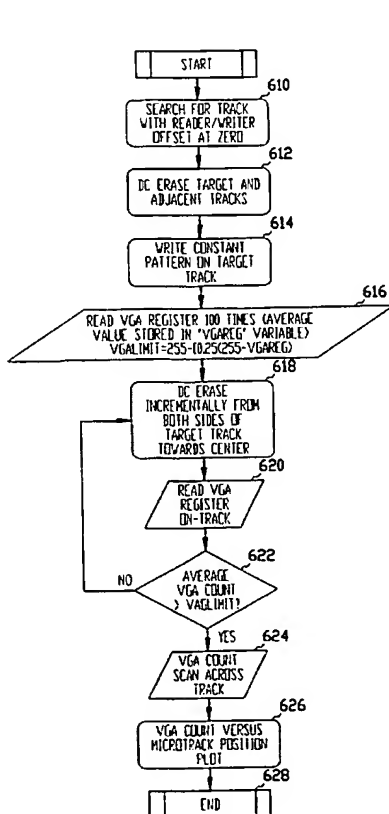 START
610
SEARCH FOR TRACK
WITH READER/WRITER
OFFSET AT ZERO
612
DC ERASE TARGET AND
ADJACENT TRACKS
614
WRITE CONSTANT
PATTERN ON TARGET
TRACK
616
READ VGA REGISTER 100 TIMES (AVERAGE
VALUE STORED IN 'VGAREG' VARIABLE)
VGALIMIT=255-(0.25(255-VGAREG)
618
DC ERASE
INCREMENTALLY FROM
BOTH SIDES OF
TARGET TRACK
TOWARDS CENTER
620
READ VGA
REGISTER
ON-TRACK
622
AVERAGE
VGA COUNT
> VAGLIMIT?
NO
YES
624
VGA COUNT
SCAN ACROSS
TRACK
626
VGA COUNT VERSUS
MICROTRACK POSITION
PLOT
628
END